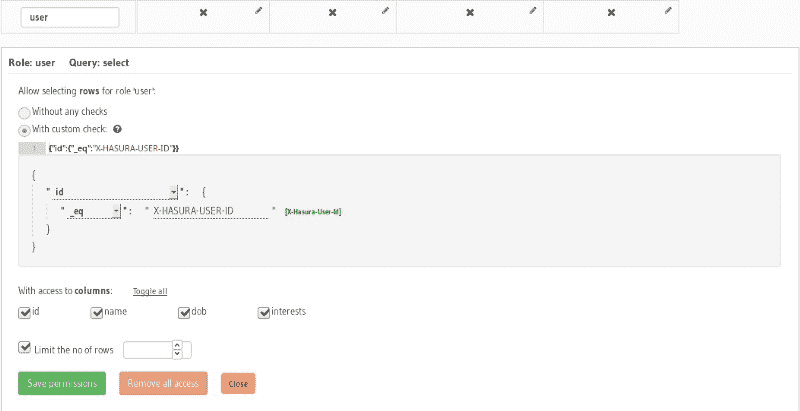 user
Role: user Query: select
Allow selecting rows for role 'user':
Without any checks
With custom check:
1 {"id":{"_eq":"X-HASURA-USER-ID"}}
{
" id " : {
" _eq " : " X-HASURA-USER-ID " [X-Hasura-User-Id]
}
}
With access to columns: Toggle all
id name dob interests
Limit the no of rows
Save permissions Remove all access Close